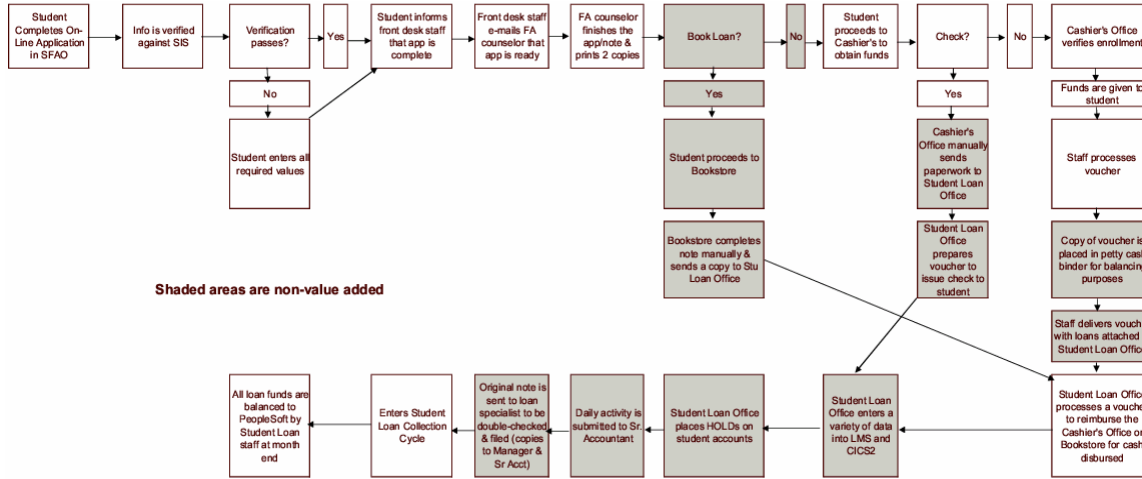 Student
Completes On-
Line Application
in SFAO
Info is verified
against SIS
Verification
passes?
Yes
Student informs
front desk staff
that app is
complete
Front desk staff
e-mails FA
counselor that
app is ready
FA counselor
finishes the
app/note &
prints 2 copies
Book Loan?
No
Student
proceeds to
Cashier's to
obtain funds
Check?
No
Cashier's Office
verifies enrollment
No
Yes
Yes
Funds are given to
student
Student enters all
required values
Student proceeds to
Bookstore
Cashier's
Office manually
sends
paperwork to
Student Loan
Office
Staff processes
voucher
Bookstore completes
note manually &
sends a copy to Stu
Loan Office
Student Loan
Office
prepares
voucher to
issue check to
student
Copy of voucher is
placed in petty cash
binder for balancing
purposes
Shaded areas are non-value added
Staff delivers vouche
with loans attached
Student Loan Office
All loan funds are
balanced to
PeopleSoft by
Student Loan
staff at month
end
Enters Student
Loan Collection
Cycle
Original note is
sent to loan
specialist to be
double-checked
& filed (copies
to Manager &
Sr Acct)
Daily activity is
submitted to Sr.
Accountant
Student Loan Office
places HOLDs on
student accounts
Student Loan
Office enters a
variety of data
into LMS and
CICS2
Student Loan Office
processes a vouche
to reimburse the
Cashier's Office or
Bookstore for cash
disbursed